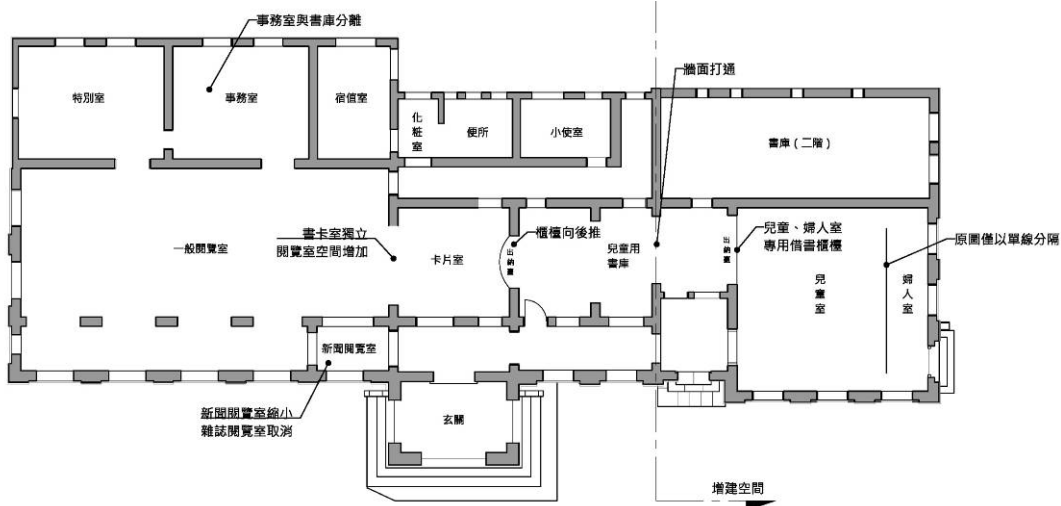 事務室與書庫分離
牆面打通
特別室
事務室
宿值室
化粧室
便所
小使室
書庫(二階)
一般閱覽室
書卡室獨立
閱覽室空間增加
卡片室
出納臺
櫃檯向後推
兒童用
書庫
出納臺
兒童、婦人室
專用借書櫃檯
兒童室
婦人室
原圖僅以單線分隔
新聞閱覽室
新聞閱覽室縮小
雜誌閱覽室取消
玄關
增建空間